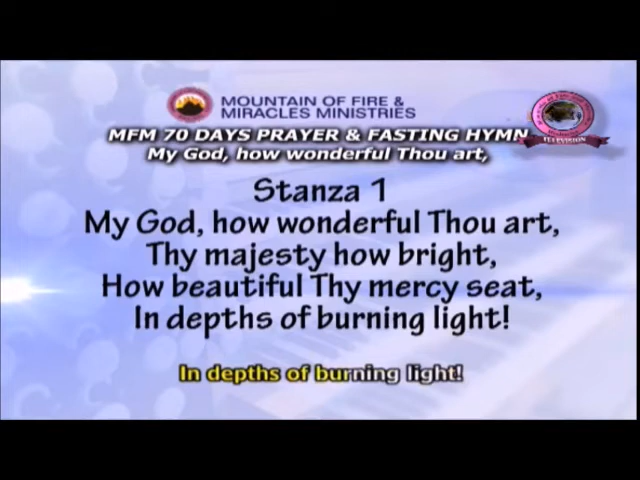 MOUNTAIN OF FIRE &
MIRACLES MINISTRIES
MFM 70 DAYS PRAYER & FASTING HYMN
My God, how wonderful Thou art,
TELEVISION
Stanza 1
My God, how wonderful Thou art,
Thy majesty how bright,
How beautiful Thy mercy seat,
In depths of burning light!
In depths of burning light!